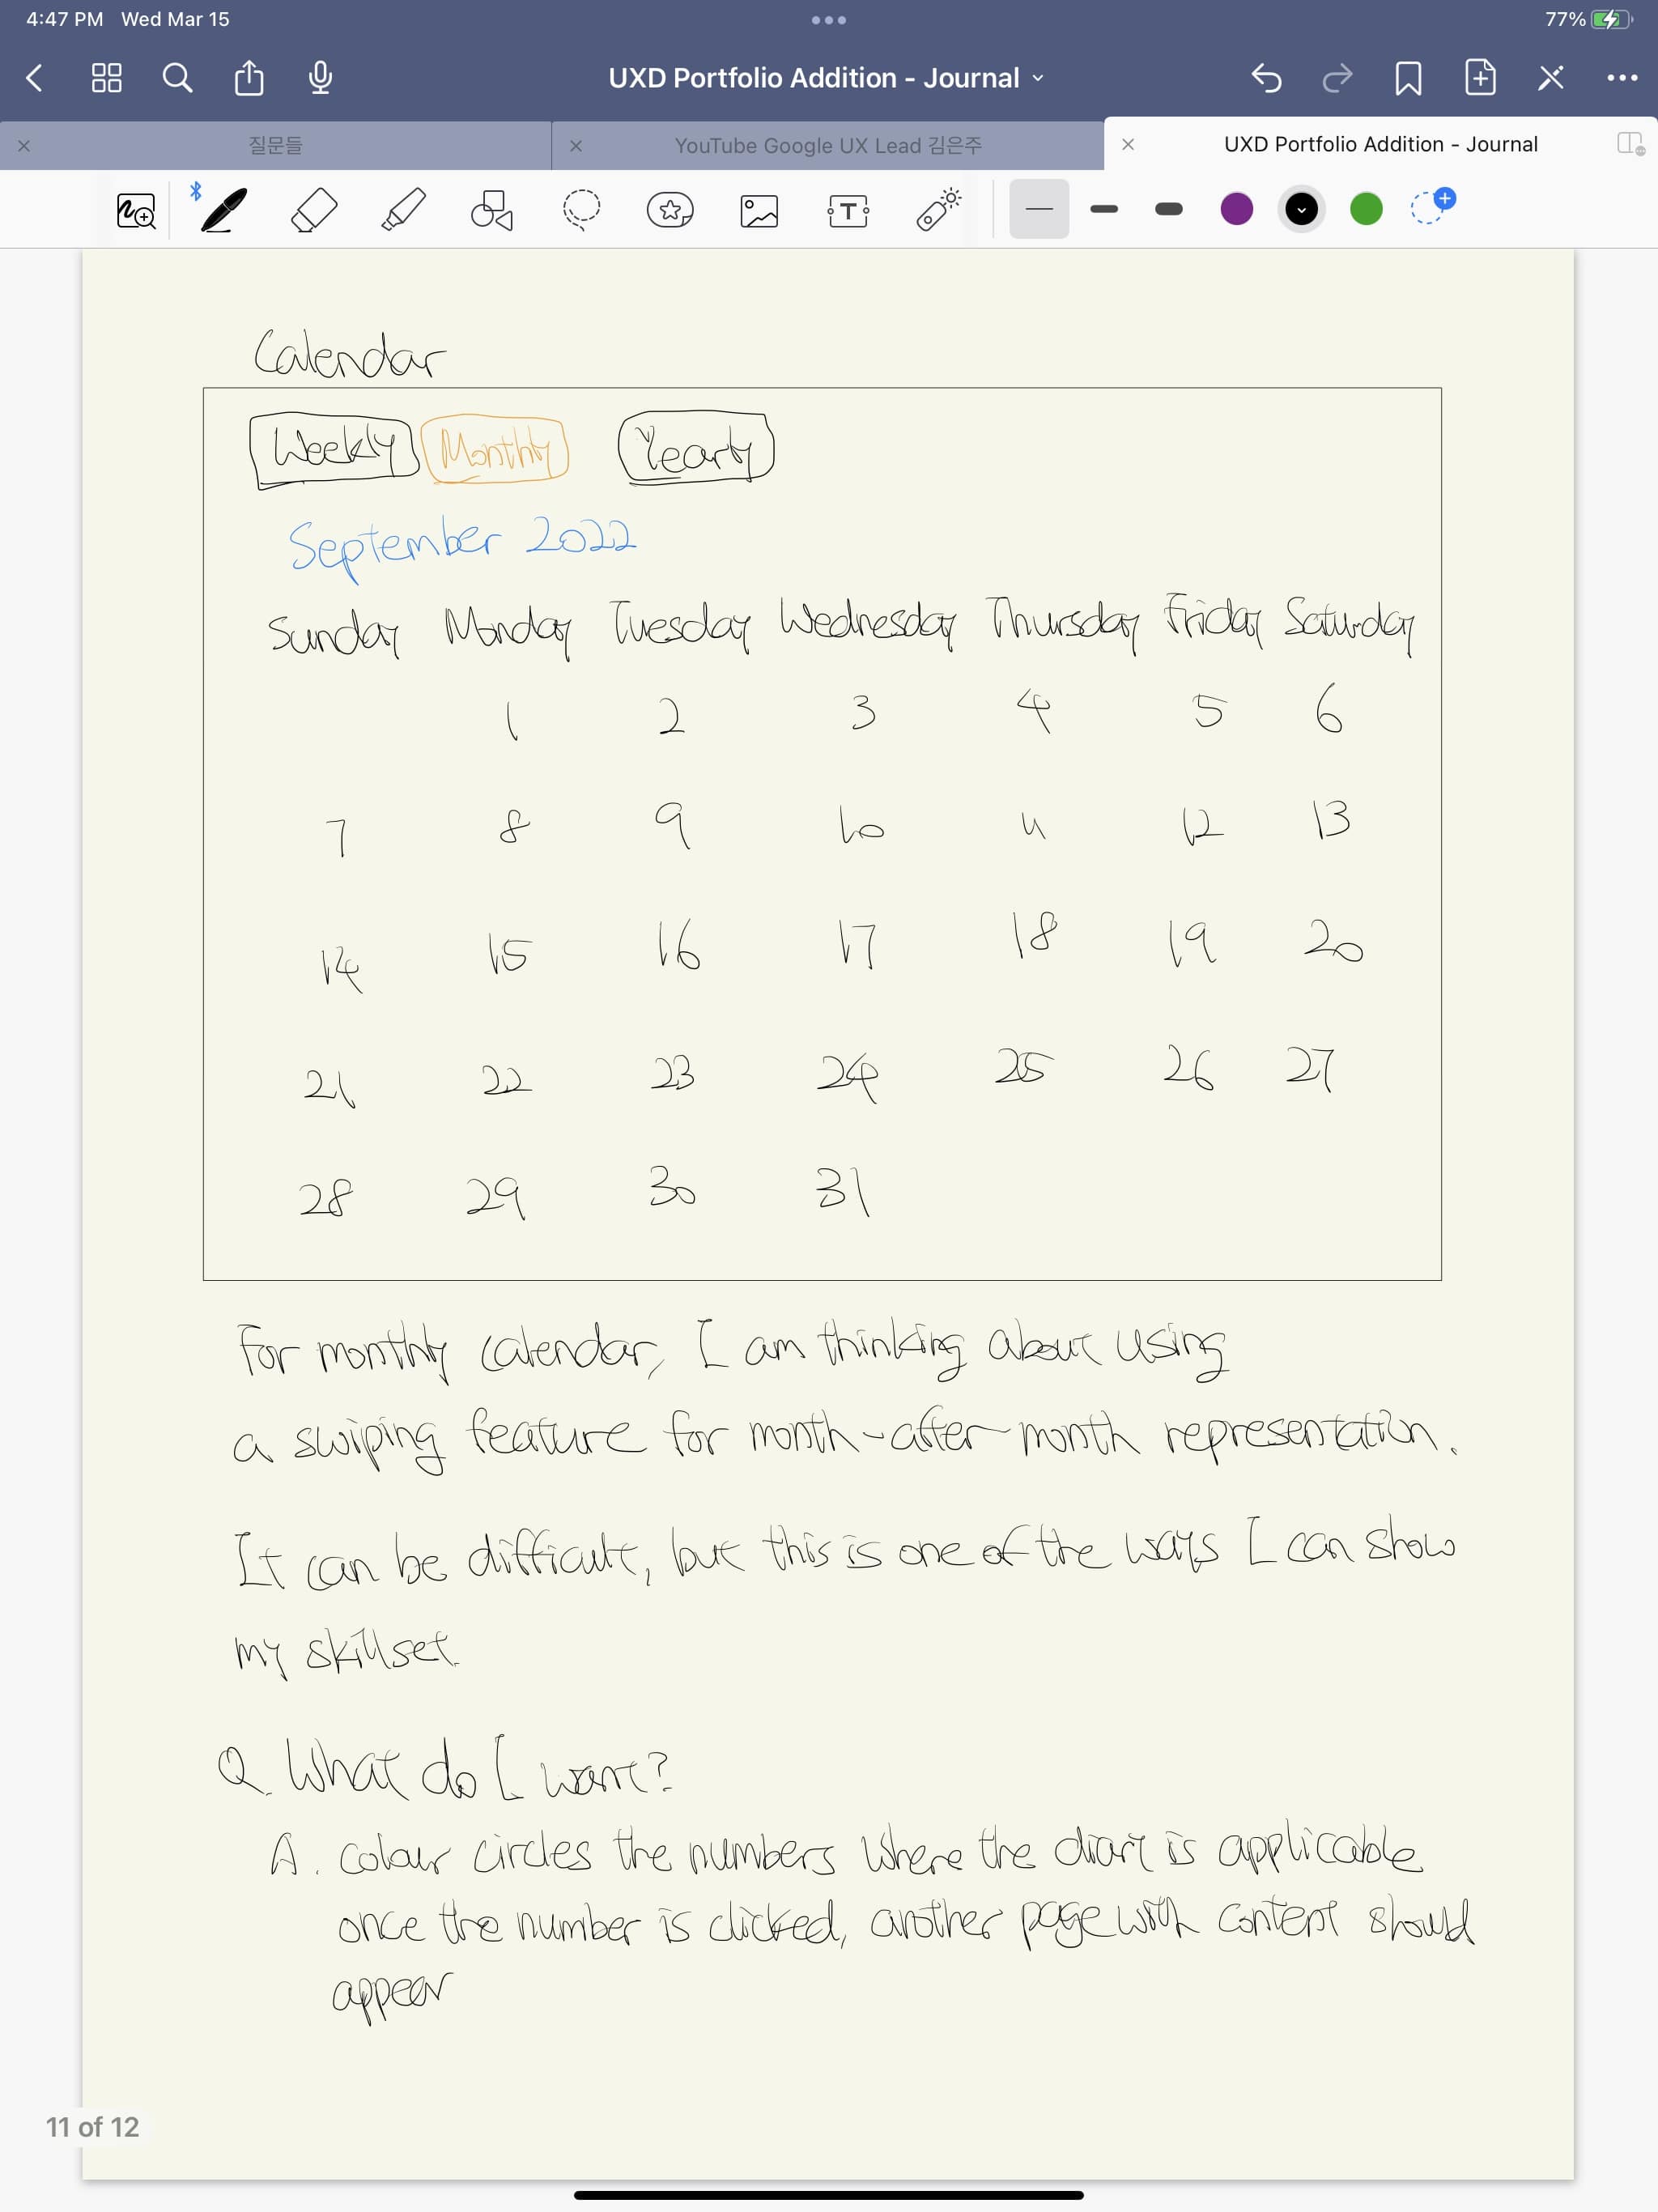 4:47 PM Wed Mar 15 77%
UXD Portfolio Addition - Journal
질문들 YouTube Google UX Lead 김은주 UXD Portfolio Addition - Journal
Calendar
Weekly Monthly Yearly
September 2022
Sunday Monday Tuesday Wednesday Thursday Friday Saturday
1 2 3 4 5 6
7 8 9 10 11 12 13
14 15 16 17 18 19 20
21 22 23 24 25 26 27
28 29 30 31
For monthly calendar, I am thinking about using
a swiping feature for month-after-month representation.
It can be difficult, but this is one of the ways I can show
my skillset.
Q. What do I want?
A. colour circles the numbers where the diary is applicable
once the number is clicked, another page with content should
appear
11 of 12